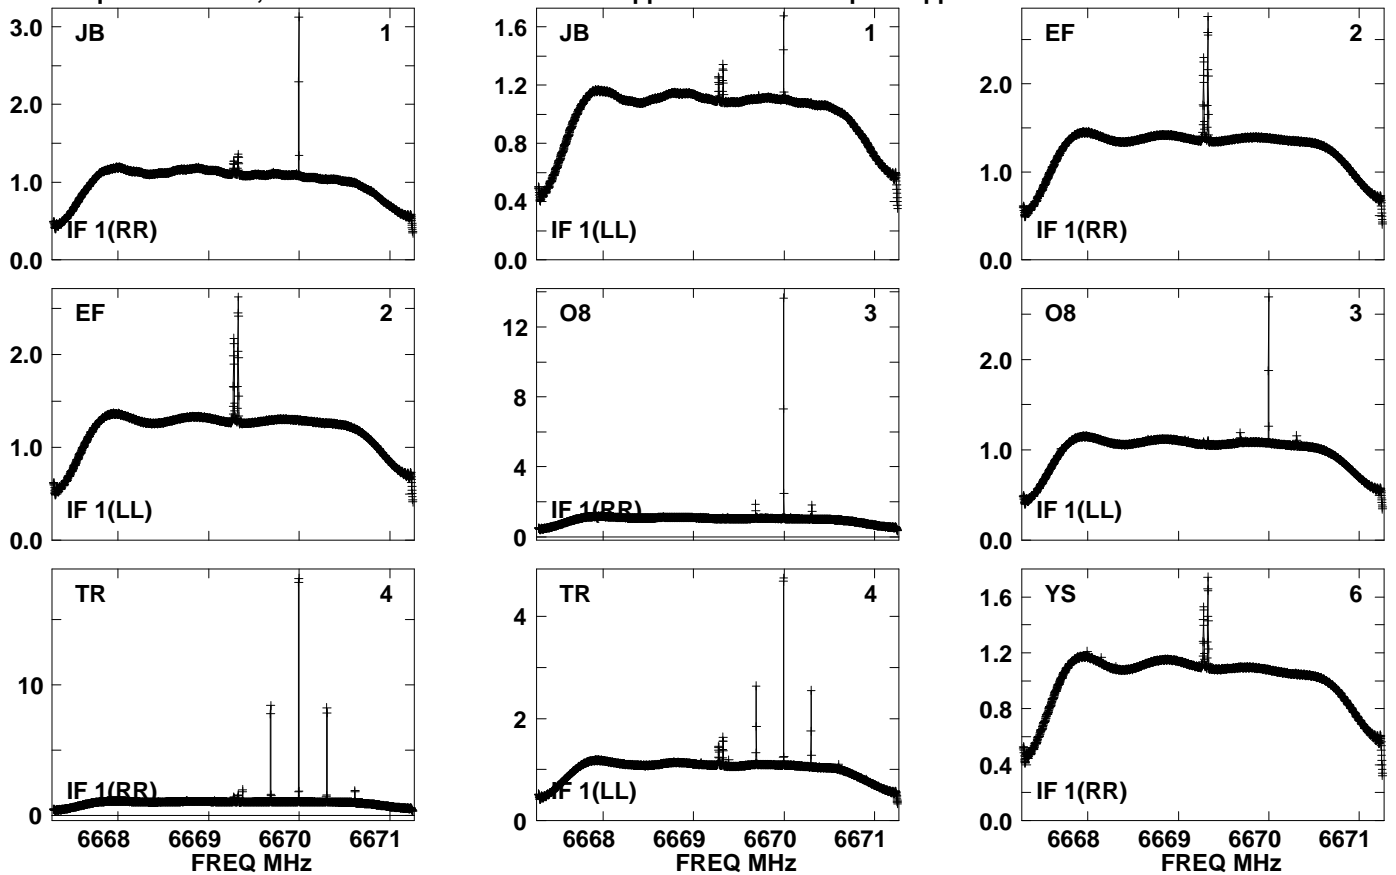 JB 1 JB 1 EF 2
3.0
2.0
1.0
0.0
IF 1(RR)
1.6
1.2
0.8
0.4
0.0
IF 1(LL)
2.0
1.0
0.0
IF 1(RR)
EF 2 O8 3 O8 3
2.0
1.0
0.0
IF 1(LL)
12
8
4
0
IF 1(RR)
2.0
1.0
0.0
IF 1(LL)
TR 4 TR 4 YS 6
10
0
IF 1(RR)
4
2
0
IF 1(LL)
1.6
1.2
0.8
0.4
0.0
IF 1(RR)
6668 6669 6670 6671 6668 6669 6670 6671 6668 6669 6670 6671
FREQ MHz FREQ MHz FREQ MHz